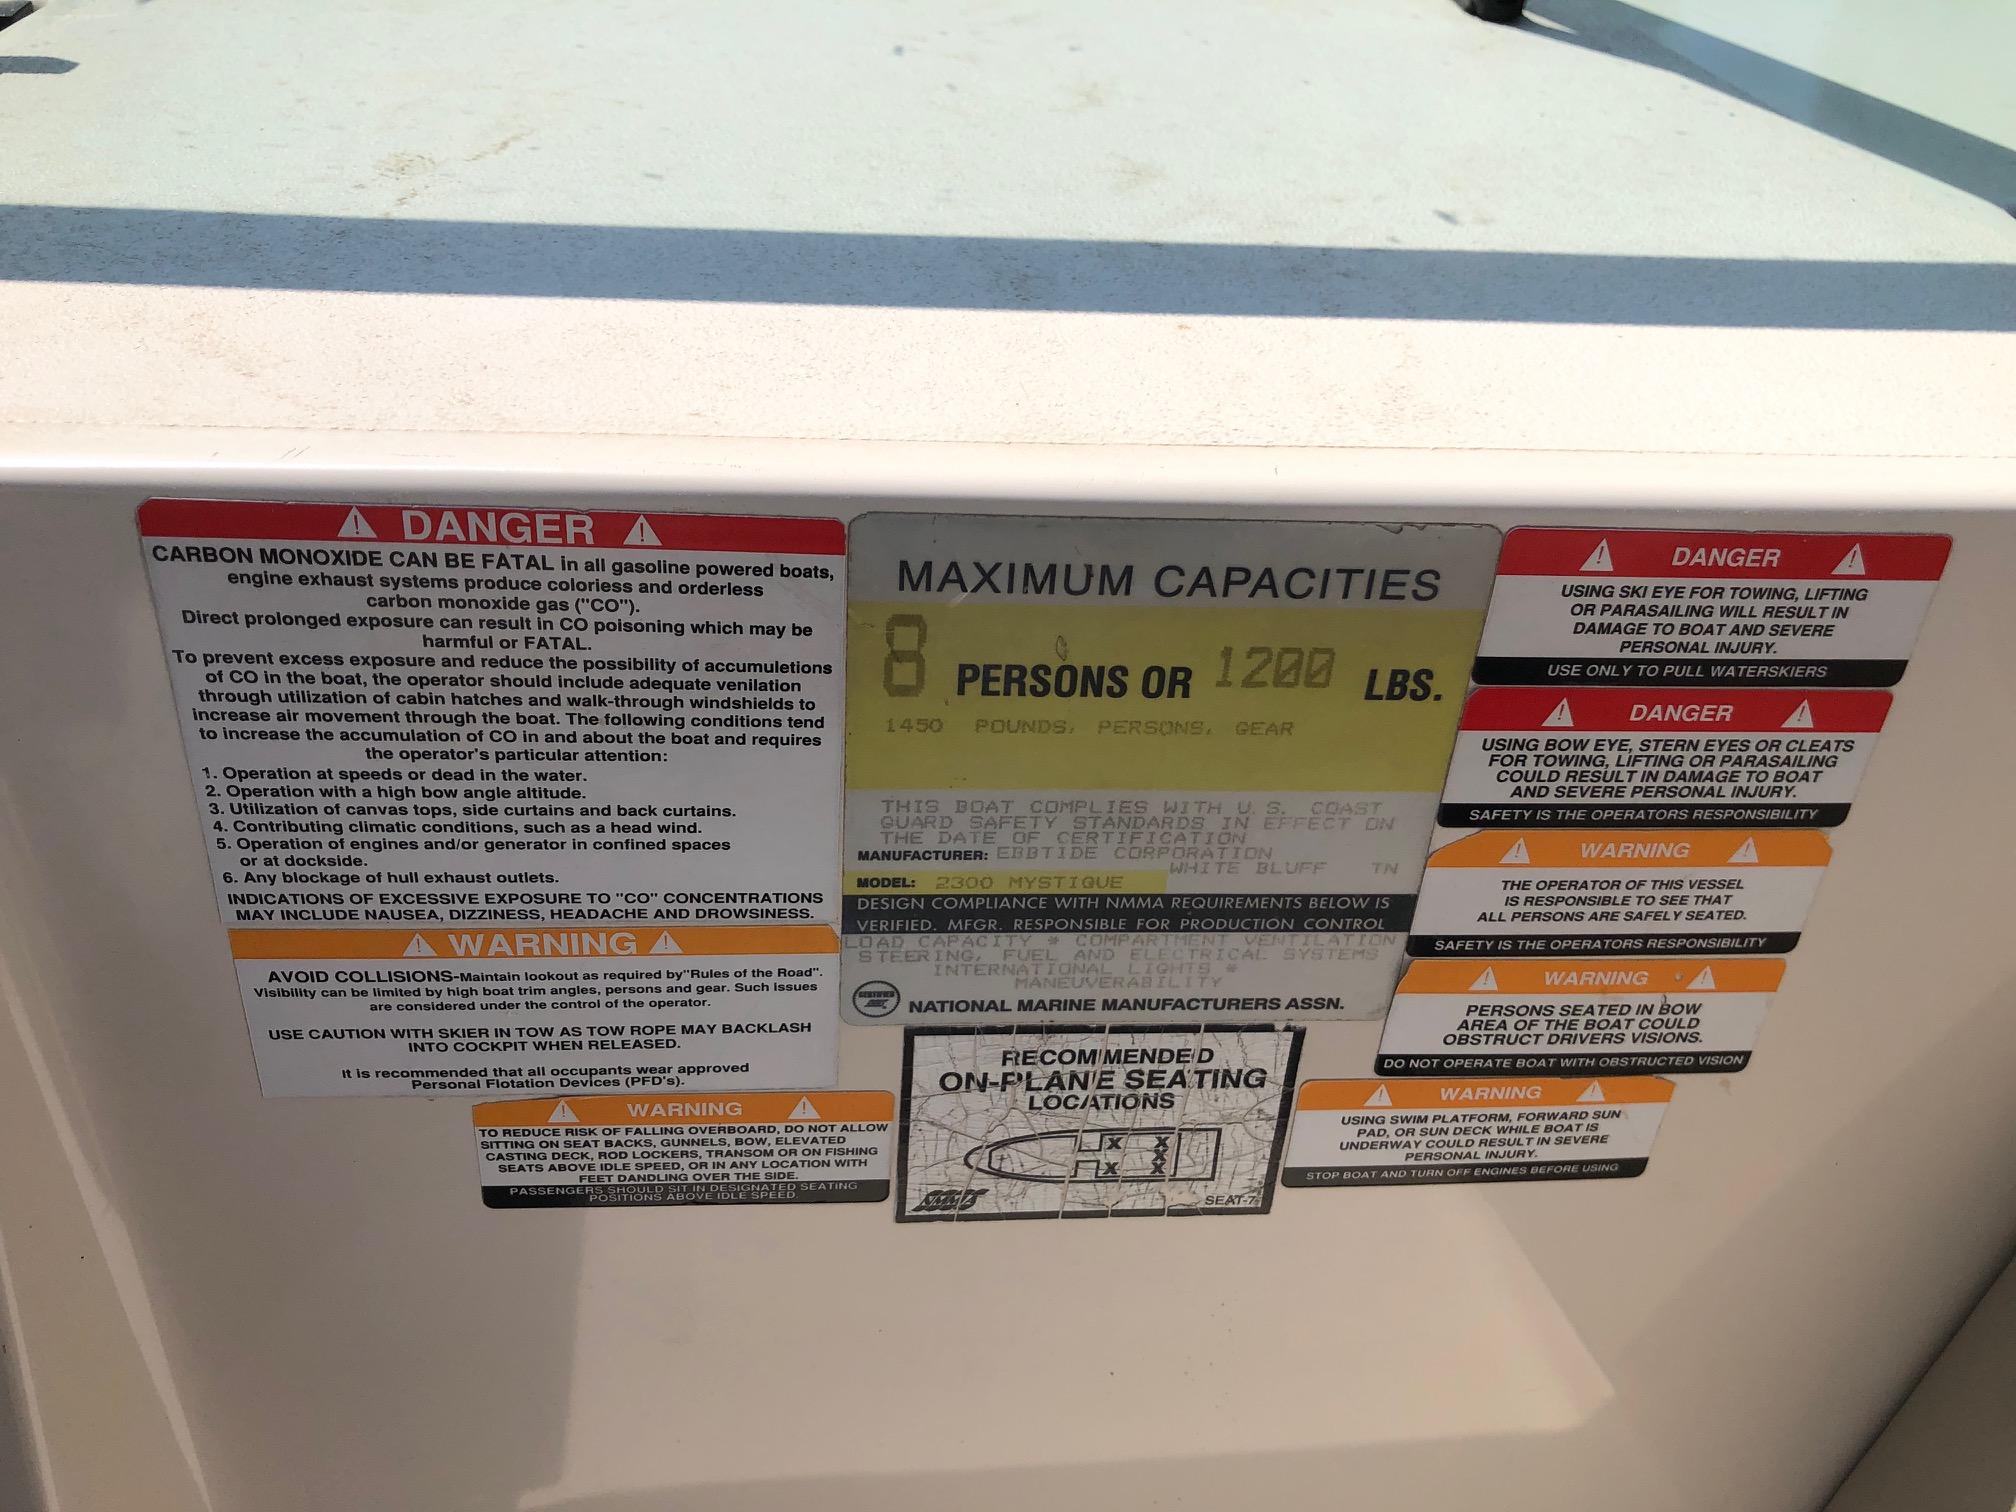 DANGER
CARBON MONOXIDE CAN BE FATAL in all gasoline powered boats,
engine exhaust systems produce coloriess and orderless
carbon monoxide gas ("CO").
Direct prolonged exposure can result in CO poisoning which may be
harmful or FATAL.
To prevent excess exposure and reduce the possibility of accumuletions
of CO in the boat, the operator should include adequate venilation
through utilization of cabin hatches and walk-through windshields to
increase air movement through the boat. The following conditions tend
to increase the accumulation of CO in and about the boat and requires
the operator's particular attention:
1. Operation at speeds or dead in the water.
2. Operation with a high bow angle altitude.
3. Utilization of canvas tops, side curtains and back curtains.
4. Contributing climatic conditions, such as a head wind.
5. Operation of engines and/or generator in confined spaces
or at dockside.
6. Any blockage of hull exhaust outlets.
INDICATIONS OF EXCESSIVE EXPOSURE TO "CO" CONCENTRATIONS
MAY INCLUDE NAUSEA, DIZZINESS, HEADACHE AND DROWSINESS.
WARNING
AVOID COLLISIONS-Maintain lookout as required by"Rules of the Road".
Visibility can be limited by high boat trim angles, persons and gear. Such issues
are considered under the control of the operator.
USE CAUTION WITH SKIER IN TOW AS TOW ROPE MAY BACKLASH
INTO COCKPIT WHEN RELEASED.
It is recommended that all occupants wear approved
Personal Flotation Devices (PFD's).
WARNING
TO REDUCE RISK OF FALLING OVERBOARD, DO NOT ALLOW
SITTING ON SEAT BACKS, GUNNELS, BOW, ELEVATED
CASTING DECK, ROD LOCKERS, TRANSOM OR ON FISHING
SEATS ABOVE IDLE SPEED, OR IN ANY LOCATION WITH
FEET DANDLING OVER THE SIDE.
PASSENGERS SHOULD SIT IN DESIGNATED SEATING
POSITIONS ABOVE IDLE SPEED.
MAXIMUM CAPACITIES
8 PERSONS OR 1200 LBS.
1450 POUNDS, PERSONS, GEAR
THIS BOAT COMPLIES WITH U.S. COAST
GUARD SAFETY STANDARDS IN EFFECT ON
THE DATE OF CERTIFICATION
MANUFACTURER: EBBTIDE CORPORATION
WHITE BLUFF TN
MODEL: 2300 MYSTIQUE
DESIGN COMPLIANCE WITH NMMA REQUIREMENTS BELOW IS
VERIFIED. MFGR. RESPONSIBLE FOR PRODUCTION CONTROL
LOAD CAPACITY * COMPARTMENT VENTILATION
STEERING, FUEL AND ELECTRICAL SYSTEMS
INTERNATIONAL LIGHTS *
MANEUVERABILITY
CERTIFIED
NATIONAL MARINE MANUFACTURERS ASSN.
RECOMMENDED
ON-PLANE SEATING
LOCATIONS
X X
X
X X
NMMA SEAT-7
DANGER
USING SKI EYE FOR TOWING, LIFTING
OR PARASAILING WILL RESULT IN
DAMAGE TO BOAT AND SEVERE
PERSONAL INJURY.
USE ONLY TO PULL WATERSKIERS
DANGER
USING BOW EYE, STERN EYES OR CLEATS
FOR TOWING, LIFTING OR PARASAILING
COULD RESULT IN DAMAGE TO BOAT
AND SEVERE PERSONAL INJURY.
SAFETY IS THE OPERATORS RESPONSIBILITY
WARNING
THE OPERATOR OF THIS VESSEL
IS RESPONSIBLE TO SEE THAT
ALL PERSONS ARE SAFELY SEATED.
SAFETY IS THE OPERATORS RESPONSIBILITY
WARNING
PERSONS SEATED IN BOW
AREA OF THE BOAT COULD
OBSTRUCT DRIVERS VISIONS.
DO NOT OPERATE BOAT WITH OBSTRUCTED VISION
WARNING
USING SWIM PLATFORM, FORWARD SUN
PAD, OR SUN DECK WHILE BOAT IS
UNDERWAY COULD RESULT IN SEVERE
PERSONAL INJURY.
STOP BOAT AND TURN OFF ENGINES BEFORE USING